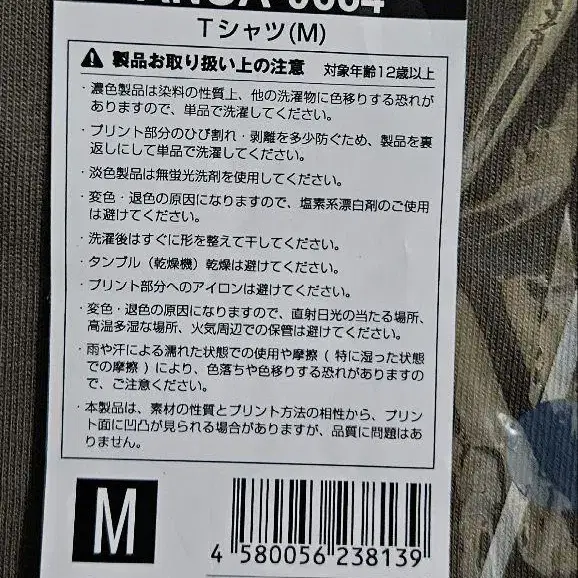 Tシャツ(M)
製品お取り扱い上の注意 対象年齢12歳以上
・濃色製品は染料の性質上、他の洗濯物に色移りする恐れが
ありますので、単品で洗濯してください。
・プリント部分のひび割れ・剥離を多少防ぐため、製品を裏
返しにして単品で洗濯してください。
・淡色製品は無蛍光洗剤を使用してください。
・変色・退色の原因になりますので、塩素系漂白剤のご使用
は避けてください。
・洗濯後はすぐに形を整えて干してください。
・タンブル（乾燥機）乾燥は避けてください。
・プリント部分へのアイロンは避けてください。
・変色・退色の原因になりますので、直射日光の当たる場所、
高温多湿な場所、火気周辺での保管は避けてください。
・雨や汗による濡れた状態での使用や摩擦（特に湿った状態
での摩擦）により、色落ちや色移りする恐れがありますの
で、ご注意ください。
・本製品は、素材の性質とプリント方法の相性から、プリン
ト面に凹凸が見られる場合がありますが、品質に問題はあ
りません。
M
4 580056 238139